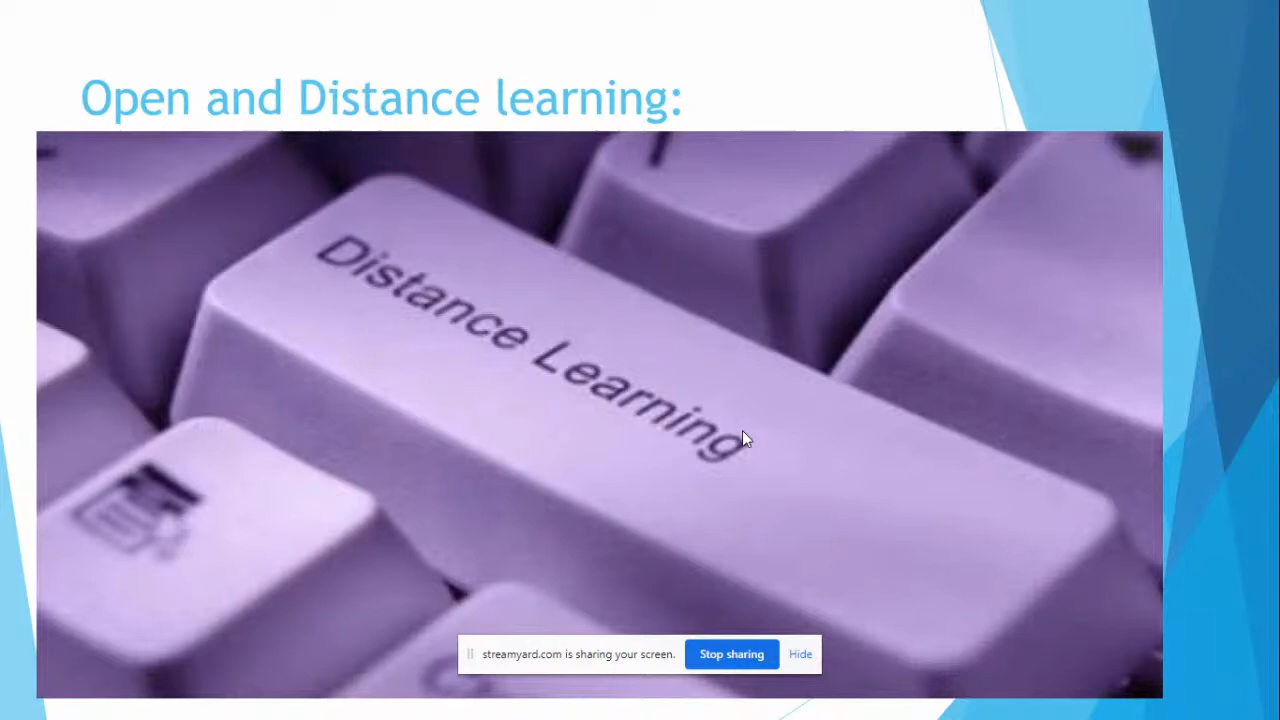 Open and Distance learning:
Distance Learning
streamyard.com is sharing your screen. Stop sharing Hide